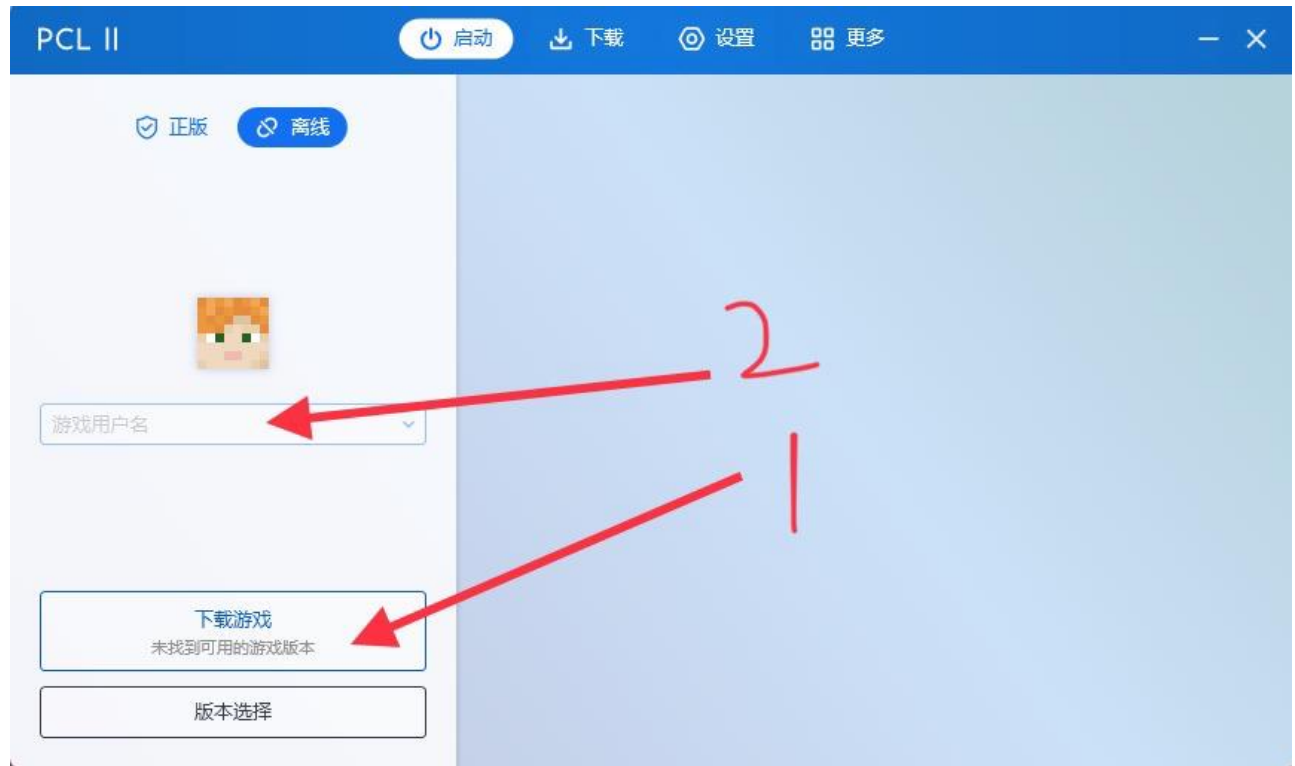 PCL II
启动
下载
设置
更多
正版
离线
2
游戏用户名
1
下载游戏
未找到可用的游戏版本
版本选择